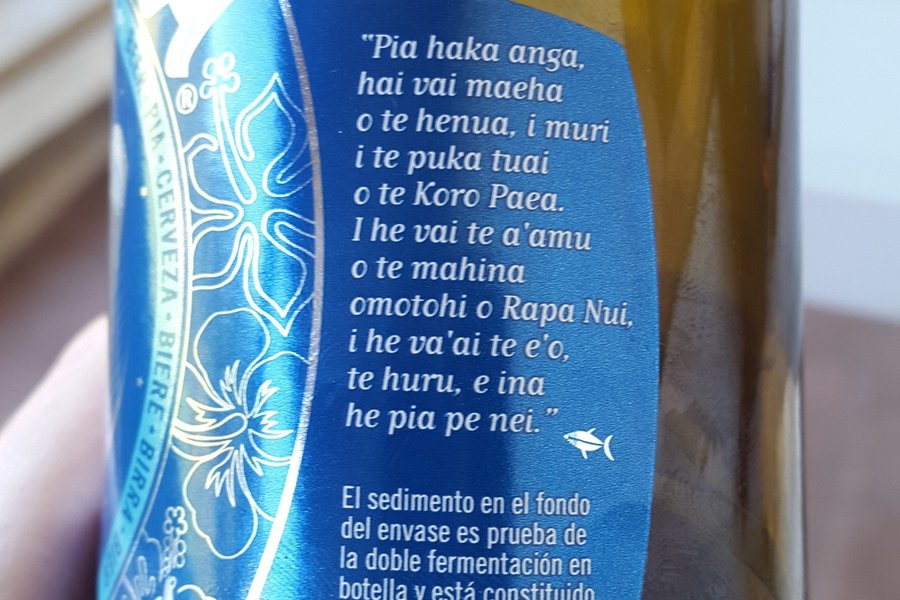 PIA • CERVEZA • BIERE • BIRRA •
®
"Pia haka anga,
hai vai maeha
o te henua, i muri
i te puka tuai
o te Koro Paea.
I he vai te a'amu
o te mahina
omotohi o Rapa Nui,
i he va'ai te e'o,
te huru, e ina
he pia pe nei."
El sedimento en el fondo
del envase es prueba de
la doble fermentación en
botella y está constituido